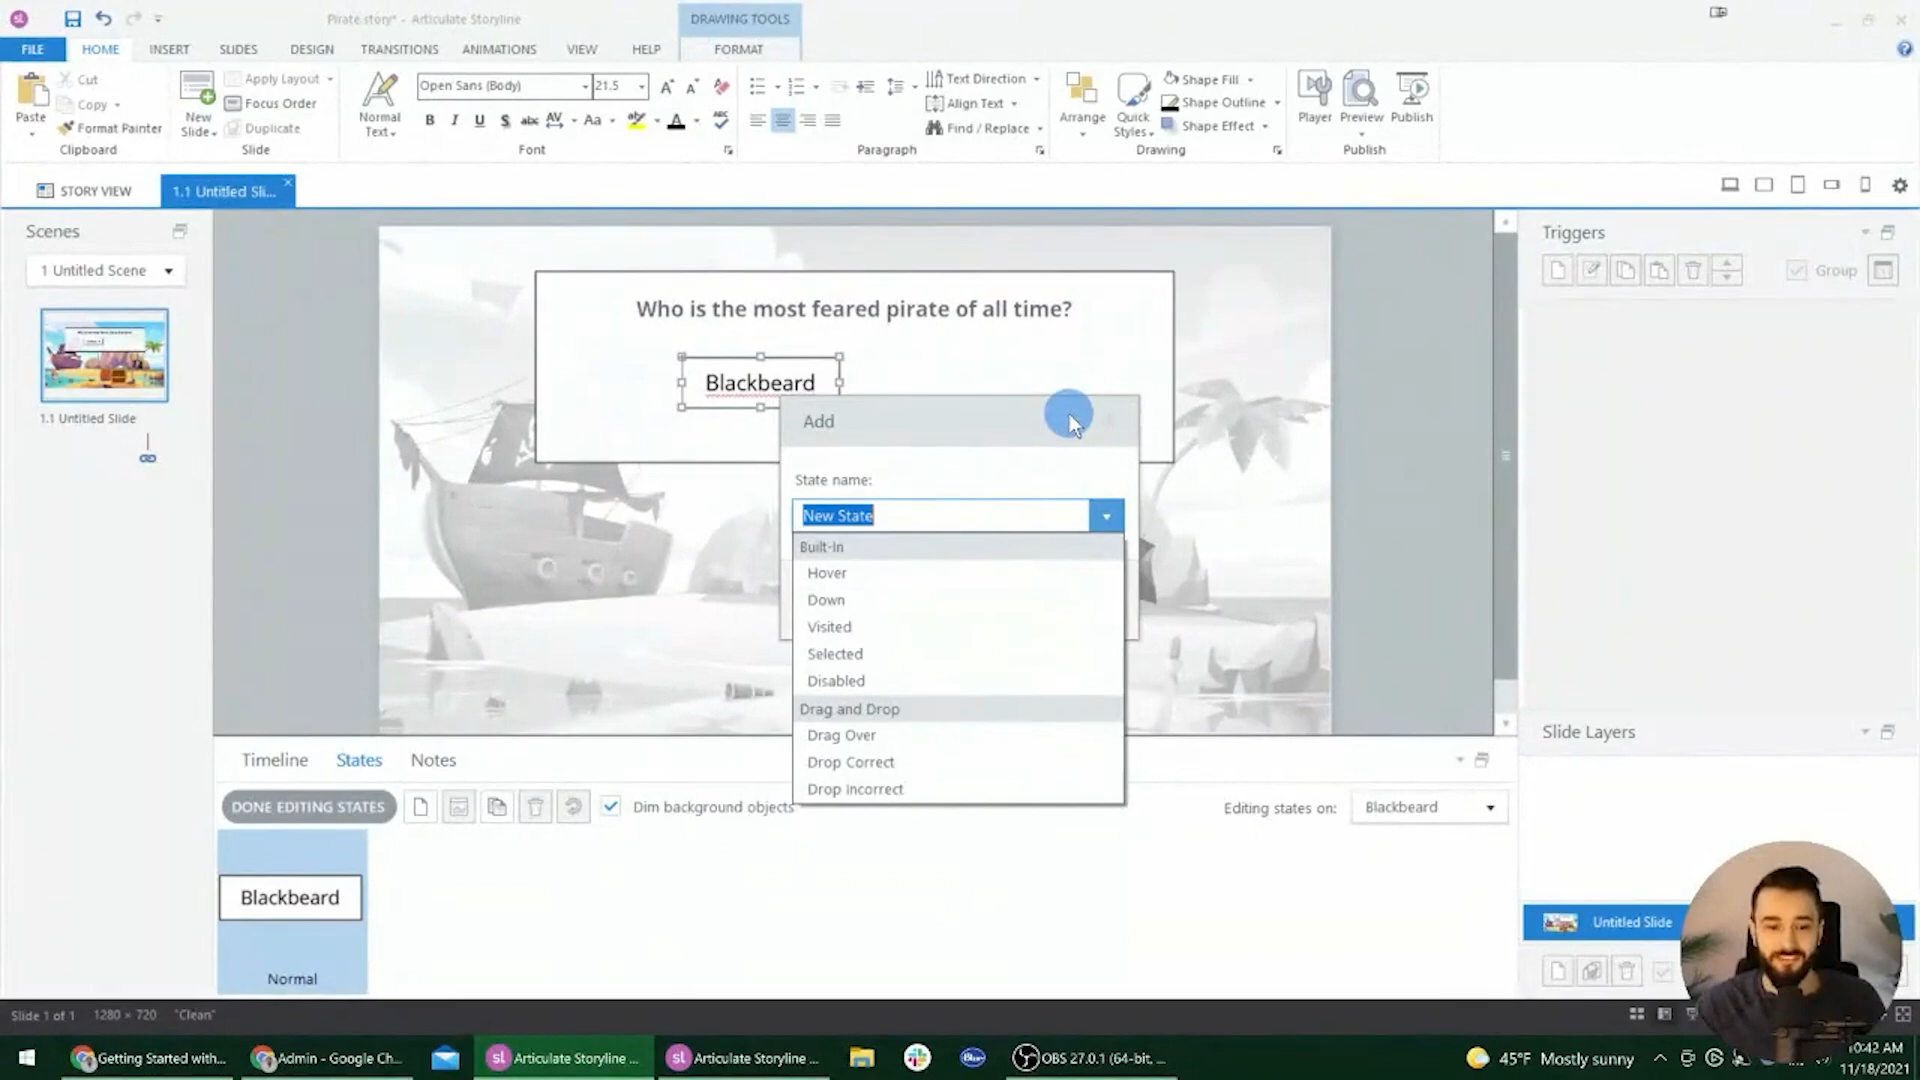 Pirate.story* - Articulate Storyline
DRAWING TOOLS
FILE
HOME
INSERT
SLIDES
DESIGN
TRANSITIONS
ANIMATIONS
VIEW
HELP
FORMAT
Paste
Cut
Copy
Format Painter
Clipboard
New
Slide
Apply Layout
Focus Order
Duplicate
Slide
Normal
Text
Open Sans (Body)
21.5
B I U S abc AV Aa
A
ABC
Font
Text Direction
Align Text
Find / Replace
Paragraph
Arrange
Quick
Styles
Shape Fill
Shape Outline
Shape Effect
Drawing
Player
Preview
Publish
Publish
STORY VIEW
1.1 Untitled Sli...
Scenes
1 Untitled Scene
1.1 Untitled Slide
Who is the most feared pirate of all time?
Blackbeard
Add
State name:
New State
Built-In
Hover
Down
Visited
Selected
Disabled
Drag and Drop
Drag Over
Drop Correct
Drop Incorrect
Triggers
Group
Slide Layers
Untitled Slide
Timeline
States
Notes
DONE EDITING STATES
Dim background objects
Editing states on:
Blackbeard
Blackbeard
Normal
Slide 1 of 1
1280 × 720
"Clean"
Getting Started with...
Admin - Google Ch...
Articulate Storyline ...
Articulate Storyline ...
Blue
OBS 27.0.1 (64-bit, ...
45°F Mostly sunny
10:42 AM
11/18/2021